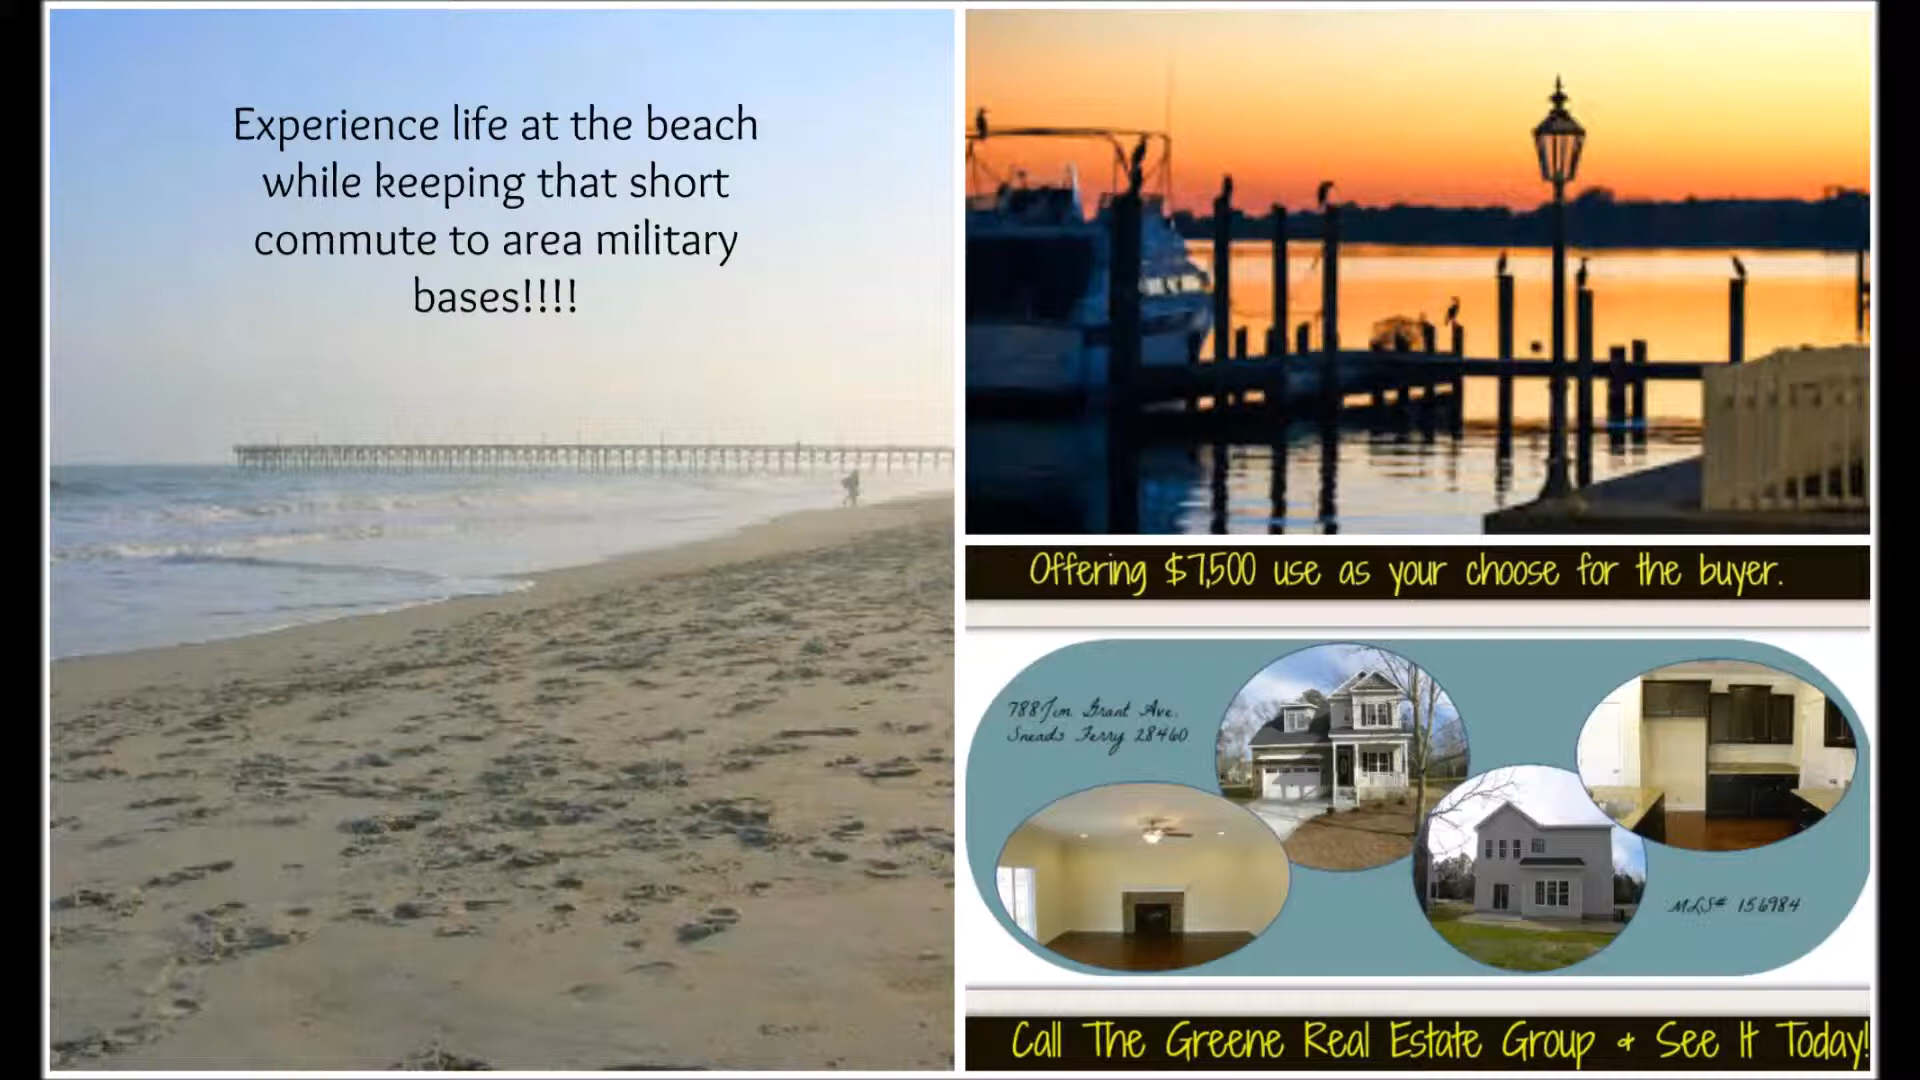 Experience life at the beach
while keeping that short
commute to area military
bases!!!!
Offering $7,500 use as your choose for the buyer.
788 Jim Grant Ave.
Sneads Ferry 28460
MLS# 156984
Call The Greene Real Estate Group & See It Today!